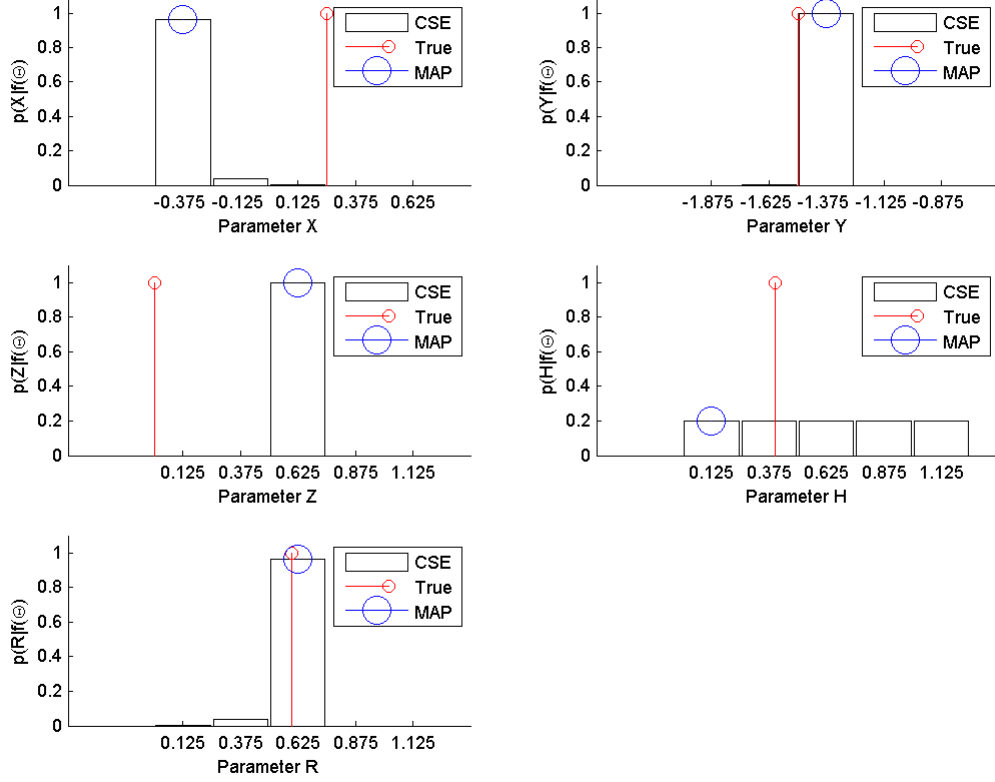 p(X|f(Θ)
1
0.8
0.6
0.4
0.2
0
CSE
True
MAP
-0.375 -0.125 0.125 0.375 0.625
Parameter X
p(Y|f(Θ)
1
0.8
0.6
0.4
0.2
0
CSE
True
MAP
-1.875 -1.625 -1.375 -1.125 -0.875
Parameter Y
p(Z|f(Θ)
1
0.8
0.6
0.4
0.2
0
CSE
True
MAP
0.125 0.375 0.625 0.875 1.125
Parameter Z
p(H|f(Θ)
1
0.8
0.6
0.4
0.2
0
CSE
True
MAP
0.125 0.375 0.625 0.875 1.125
Parameter H
p(R|f(Θ)
1
0.8
0.6
0.4
0.2
0
CSE
True
MAP
0.125 0.375 0.625 0.875 1.125
Parameter R